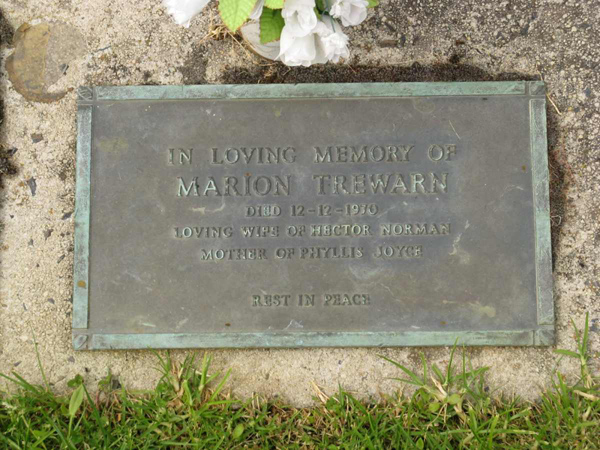 IN LOVING MEMORY OF
MARION TREWARN
DIED 12-12-1970
LOVING WIFE OF HECTOR NORMAN
MOTHER OF PHYLLIS JOYCE
REST IN PEACE